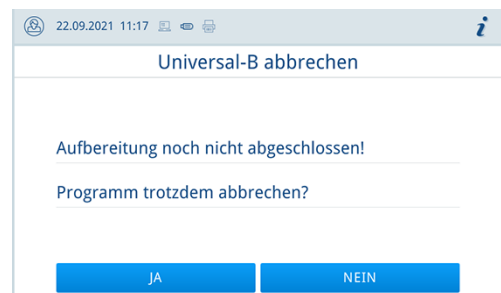 22.09.2021 11:17 i
Universal-B abbrechen
Aufbereitung noch nicht abgeschlossen!
Programm trotzdem abbrechen?
JA NEIN